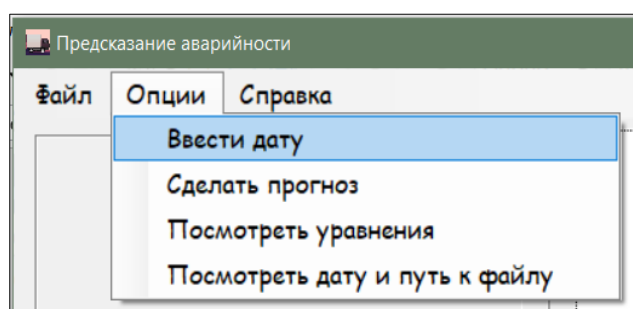 Предсказание аварийности
Файл Опции Справка
Ввести дату
Сделать прогноз
Посмотреть уравнения
Посмотреть дату и путь к файлу